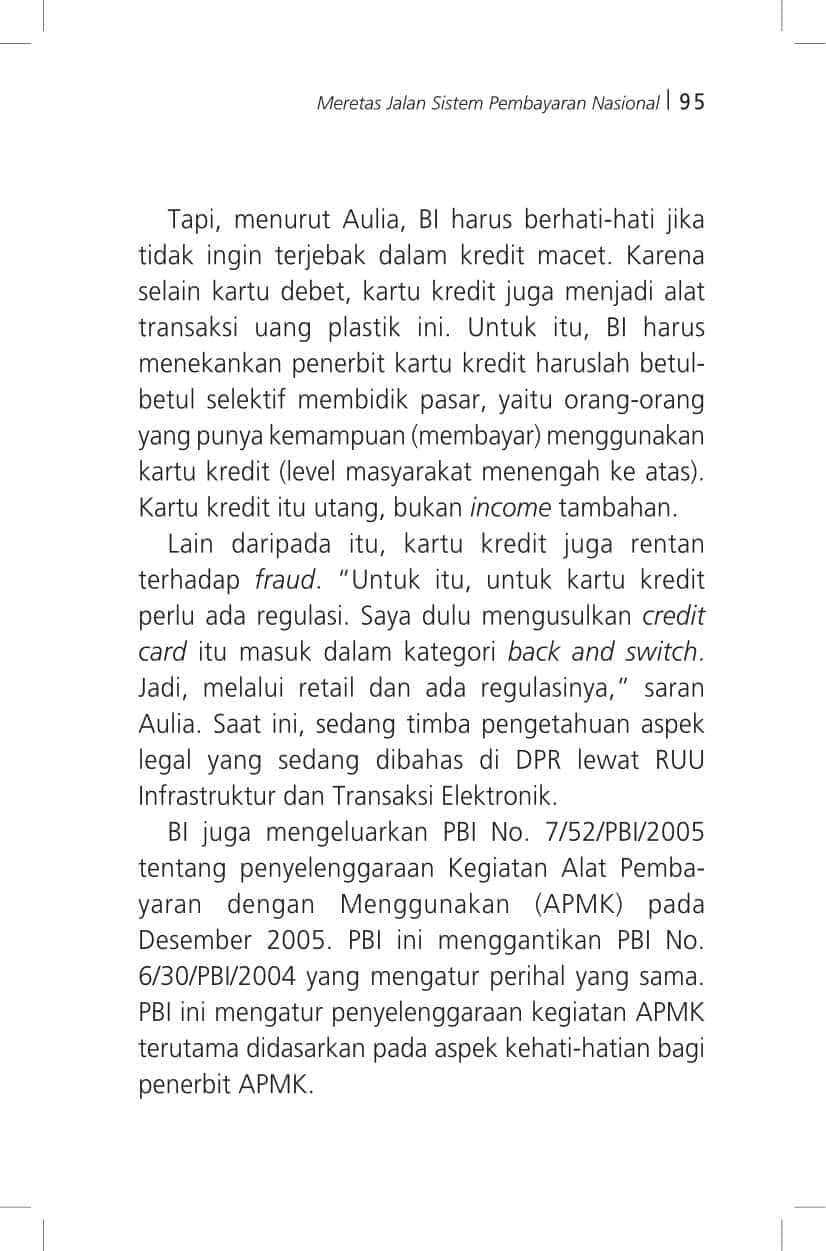 Meretas Jalan Sistem Pembayaran Nasional | 95
Tapi, menurut Aulia, BI harus berhati-hati jika
tidak ingin terjebak dalam kredit macet. Karena
selain kartu debet, kartu kredit juga menjadi alat
transaksi uang plastik ini. Untuk itu, BI harus
menekankan penerbit kartu kredit haruslah betul-
betul selektif membidik pasar, yaitu orang-orang
yang punya kemampuan (membayar) menggunakan
kartu kredit (level masyarakat menengah ke atas).
Kartu kredit itu utang, bukan income tambahan.
Lain daripada itu, kartu kredit juga rentan
terhadap fraud. “Untuk itu, untuk kartu kredit
perlu ada regulasi. Saya dulu mengusulkan credit
card itu masuk dalam kategori back and switch.
Jadi, melalui retail dan ada regulasinya,” saran
Aulia. Saat ini, sedang timba pengetahuan aspek
legal yang sedang dibahas di DPR lewat RUU
Infrastruktur dan Transaksi Elektronik.
BI juga mengeluarkan PBI No. 7/52/PBI/2005
tentang penyelenggaraan Kegiatan Alat Pemba-
yaran dengan Menggunakan (APMK) pada
Desember 2005. PBI ini menggantikan PBI No.
6/30/PBI/2004 yang mengatur perihal yang sama.
PBI ini mengatur penyelenggaraan kegiatan APMK
terutama didasarkan pada aspek kehati-hatian bagi
penerbit APMK.